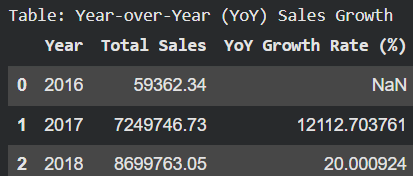 Table: Year-over-Year (YoY) Sales Growth
Year Total Sales YoY Growth Rate (%)
0 2016 59362.34 NaN
1 2017 7249746.73 12112.703761
2 2018 8699763.05 20.000924